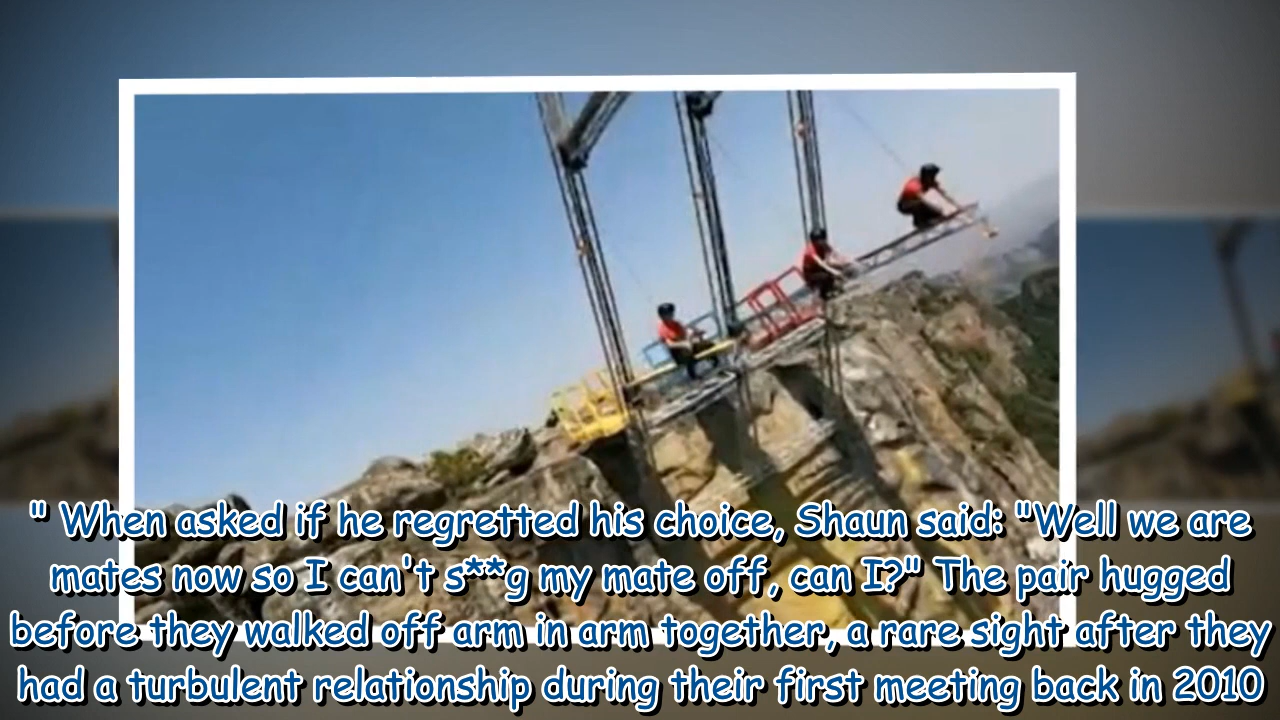 " When asked if he regretted his choice, Shaun said: "Well we are
mates now so I can't s**g my mate off, can I?" The pair hugged
before they walked off arm in arm together, a rare sight after they
had a turbulent relationship during their first meeting back in 2010